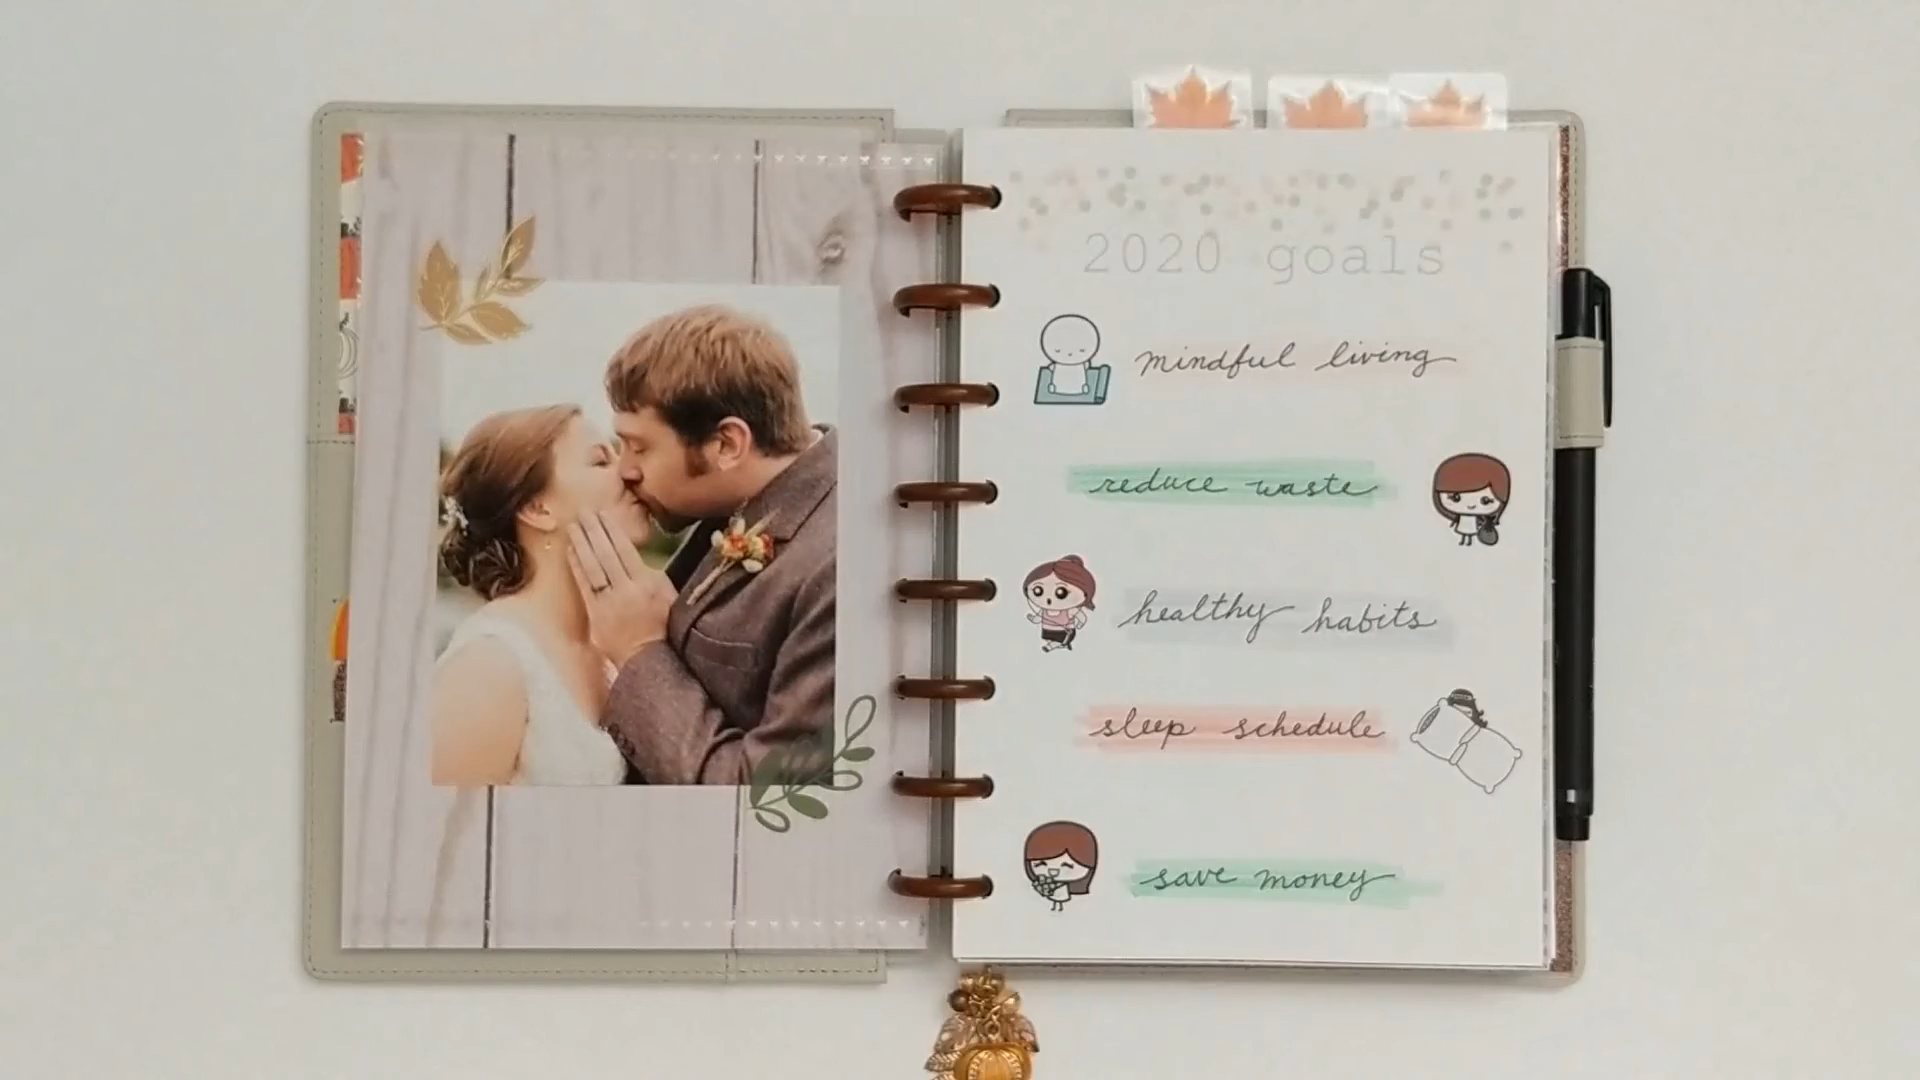 2020 goals
mindful living
reduce waste
healthy habits
sleep schedule
save money